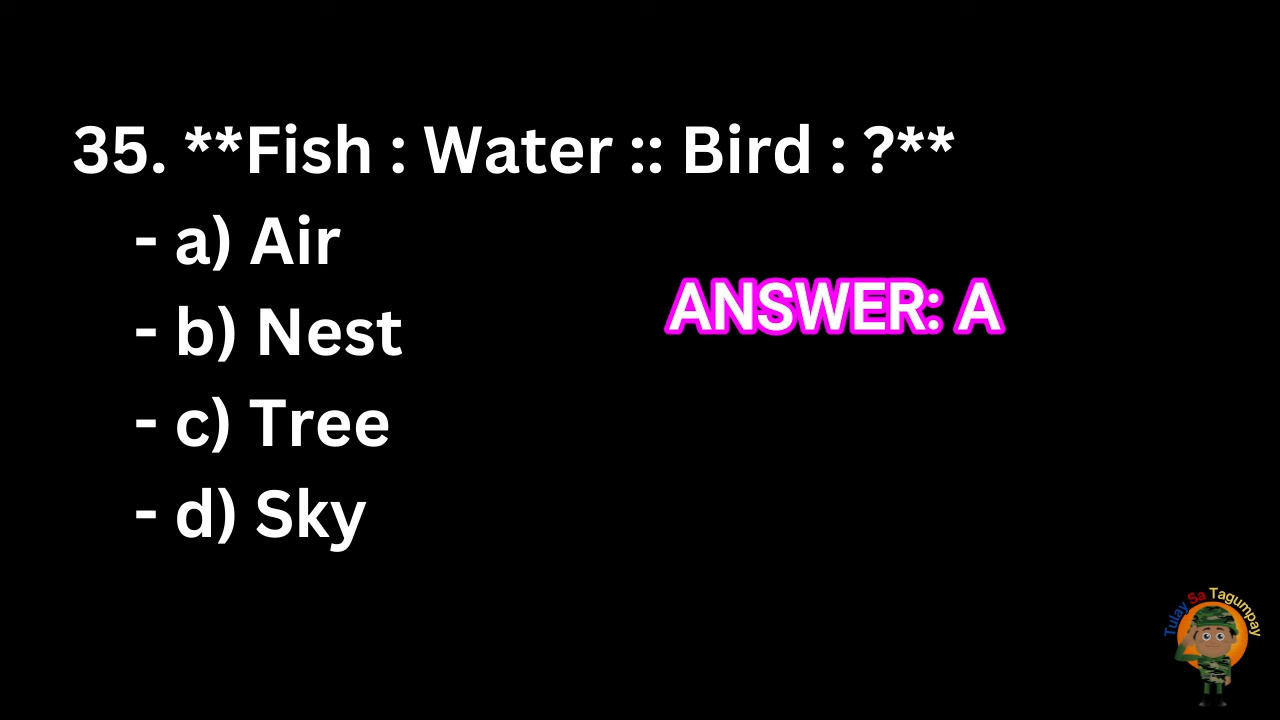 35. **Fish : Water :: Bird : ?**
- a) Air
ANSWER: A
- b) Nest
- c) Tree
- d) Sky
Tulay Sa Tagumpay